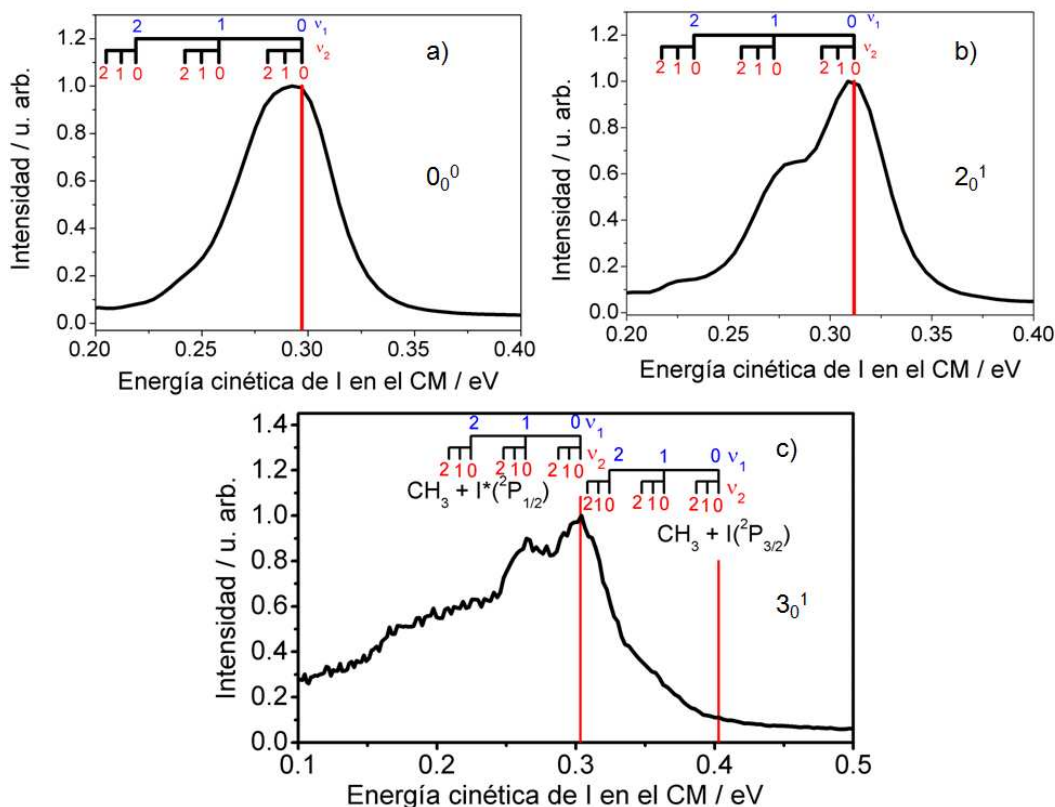 2 1 0 ν₁
ν₂
2 1 0 2 1 0 2 1 0
a)
0₀⁰
1.2
1.0
0.8
0.6
0.4
0.2
0.0
Intensidad / u. arb.
0.20 0.25 0.30 0.35 0.40
Energía cinética de I en el CM / eV
2 1 0 ν₁
ν₂
2 1 0 2 1 0 2 1 0
b)
2₀¹
1.2
1.0
0.8
0.6
0.4
0.2
0.0
Intensidad / u. arb.
0.20 0.25 0.30 0.35 0.40
Energía cinética de I en el CM / eV
2 1 0 ν₁
ν₂
2 1 0 2 1 0 2 1 0
CH₃ + I*(²P₁/₂)
2 1 0 ν₁
ν₂
2 1 0 2 1 0 2 1 0
CH₃ + I(²P₃/₂)
c)
3₀¹
1.4
1.2
1.0
0.8
0.6
0.4
0.2
0.0
Intensidad / u. arb.
0.1 0.2 0.3 0.4 0.5
Energía cinética de I en el CM / eV